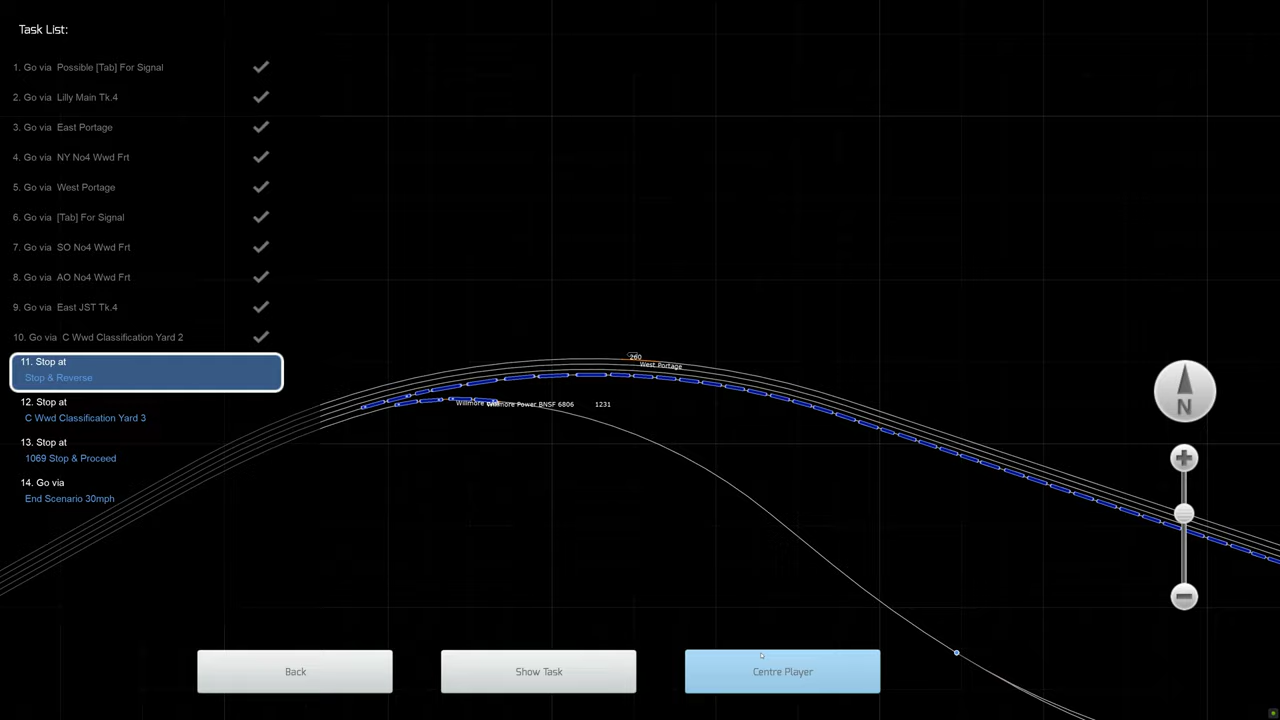 Task List:
1. Go via Possible [Tab] For Signal
2. Go via Lilly Main Tk.4
3. Go via East Portage
4. Go via NY No4 Wwd Frt
5. Go via West Portage
6. Go via [Tab] For Signal
7. Go via SO No4 Wwd Frt
8. Go via AO No4 Wwd Frt
9. Go via East JST Tk.4
10. Go via C Wwd Classification Yard 2
11. Stop at
Stop & Reverse
12. Stop at
C Wwd Classification Yard 3
13. Stop at
1069 Stop & Proceed
14. Go via
End Scenario 30mph
260
West Portage
Willmore Power BNSF 6806
1231
N
Back
Show Task
Centre Player